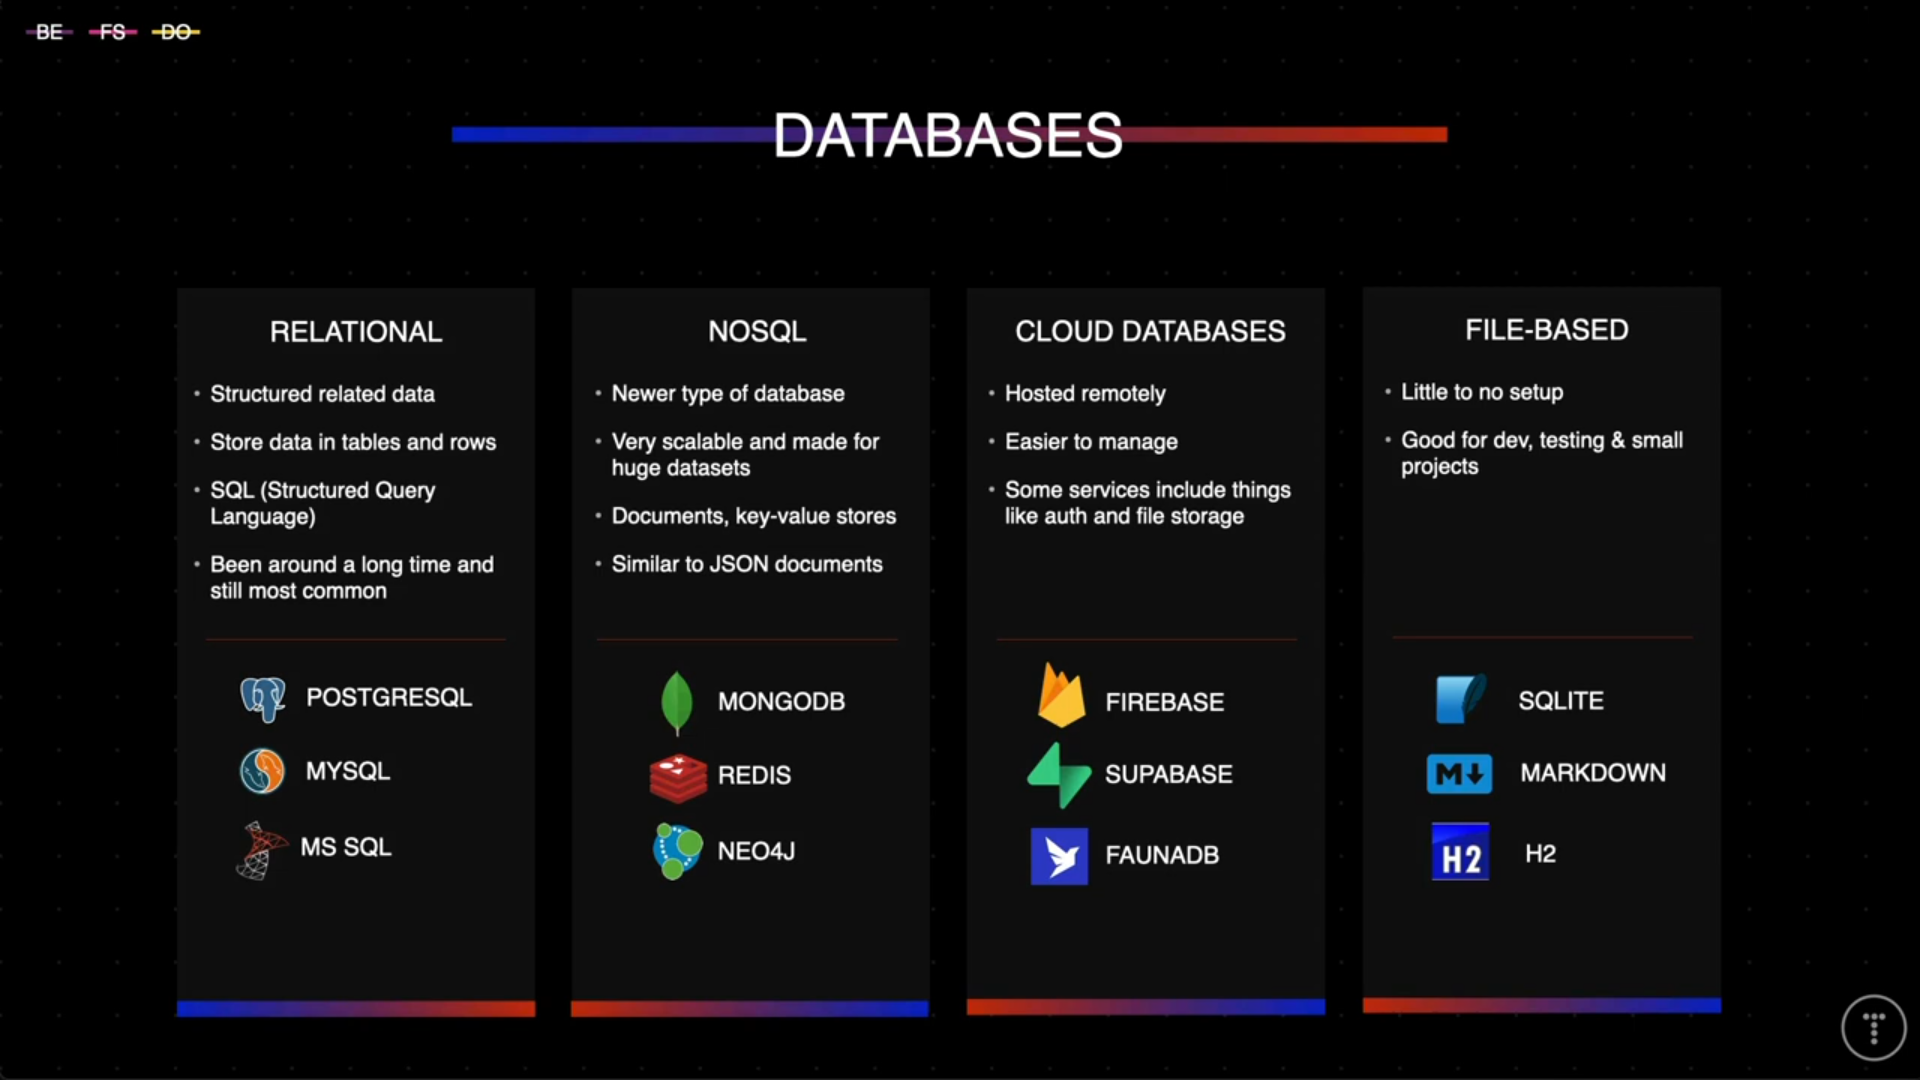 BE FS DO
DATABASES
RELATIONAL
• Structured related data
• Store data in tables and rows
• SQL (Structured Query
Language)
• Been around a long time and
still most common
POSTGRESQL
MYSQL
MS SQL
NOSQL
• Newer type of database
• Very scalable and made for
huge datasets
• Documents, key-value stores
• Similar to JSON documents
MONGODB
REDIS
NEO4J
CLOUD DATABASES
• Hosted remotely
• Easier to manage
• Some services include things
like auth and file storage
FIREBASE
SUPABASE
FAUNADB
FILE-BASED
• Little to no setup
• Good for dev, testing & small
projects
SQLITE
M MARKDOWN
H2 H2
T